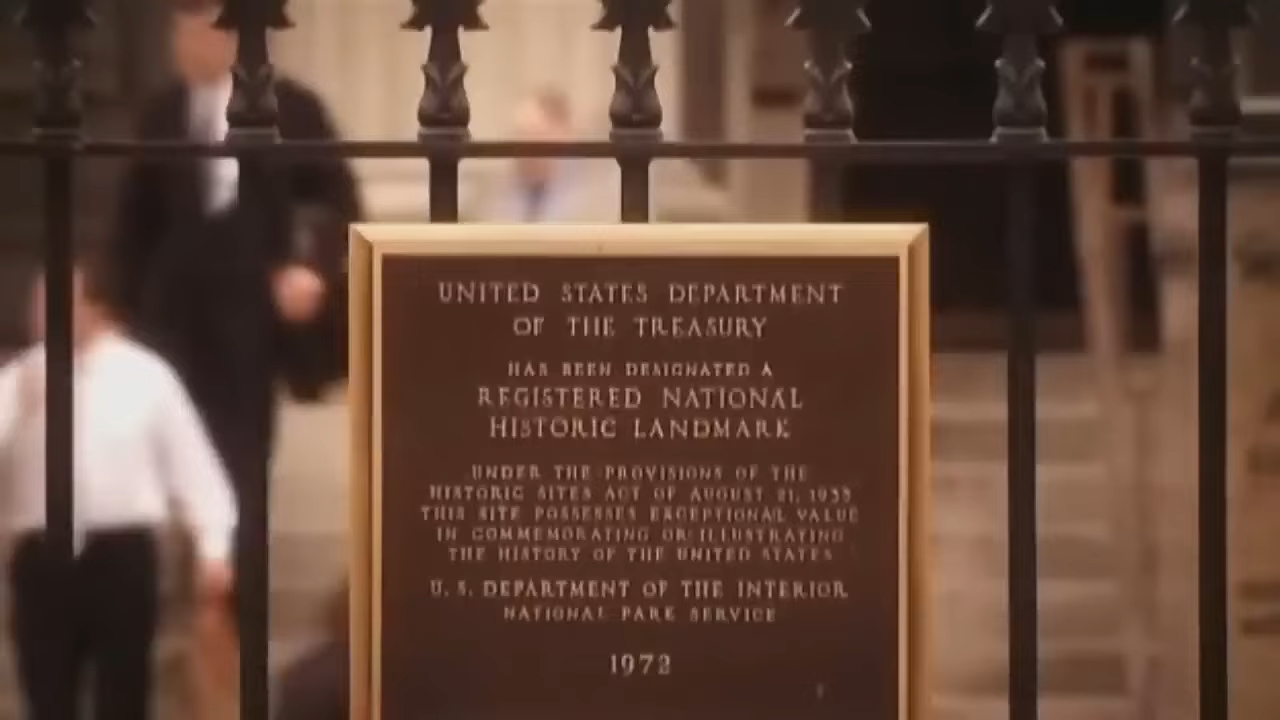 UNITED STATES DEPARTMENT
OF THE TREASURY
HAS BEEN DESIGNATED A
REGISTERED NATIONAL
HISTORIC LANDMARK
UNDER THE PROVISIONS OF THE
HISTORIC SITES ACT OF AUGUST 21, 1935
THIS SITE POSSESSES EXCEPTIONAL VALUE
IN COMMEMORATING OR ILLUSTRATING
THE HISTORY OF THE UNITED STATES
U. S. DEPARTMENT OF THE INTERIOR
NATIONAL PARK SERVICE
1972